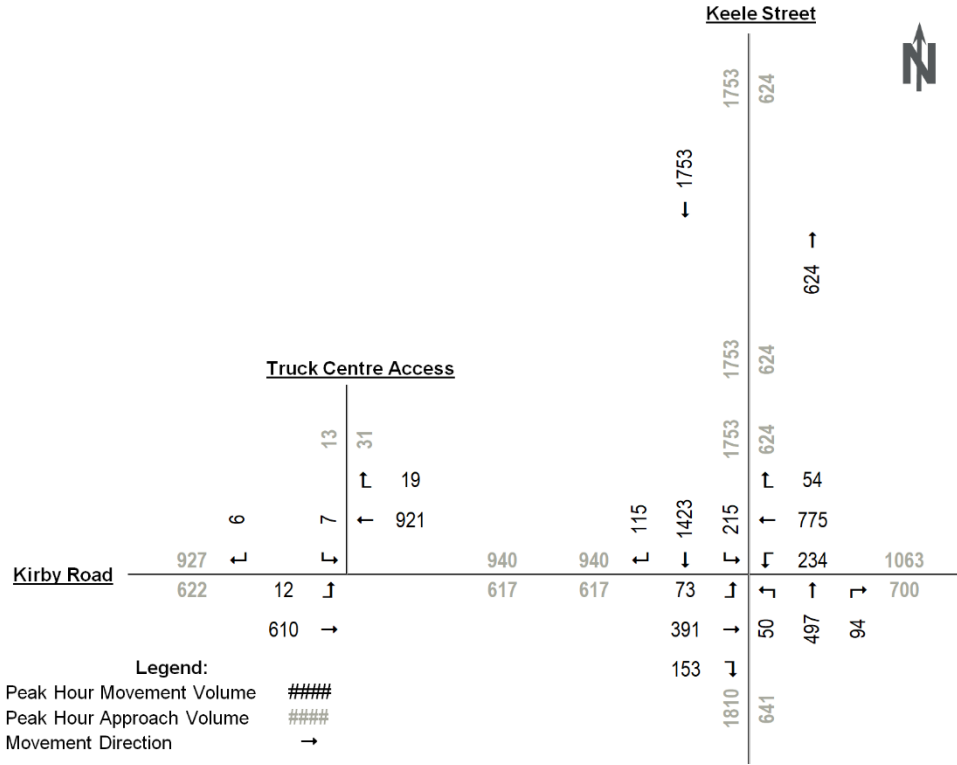 Keele Street
N
1753 624
1753
624
1753 624
Truck Centre Access
13 31
1753 624
19
54
6 7 921
115 1423 215 775
927 940 940 234 1063
Kirby Road
622 12 617 617 73 700
610 391 50 497 94
Legend: 153
Peak Hour Movement Volume ####
Peak Hour Approach Volume #### 1810 641
Movement Direction →